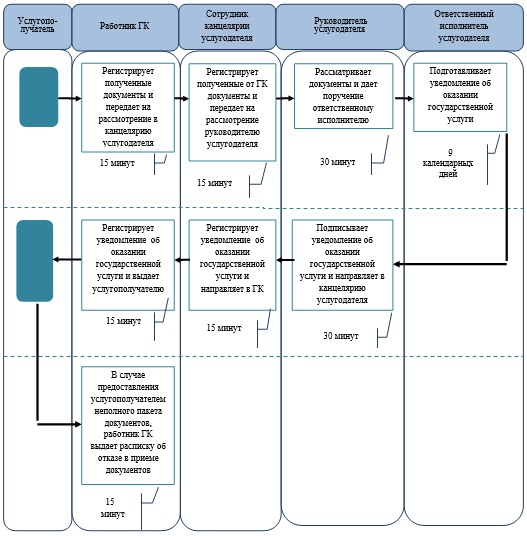 Услугопо-
лучатель
Работник ГК
Сотрудник
канцелярии
услугодателя
Руководитель
услугодателя
Ответственный
исполнитель
услугодателя
Регистрирует
полученные
документы и
передает на
рассмотрение в
канцелярию
услугодателя
15 минут
Регистрирует
полученные от ГК
документы и
передает на
рассмотрение
руководителю
услугодателя
15 минут
Рассматривает
документы и дает
поручение
ответственному
исполнителю
30 минут
Подготавливает
уведомление об
оказании
государственной
услуги
9
календарных
дней
Регистрирует
уведомление об
оказании
государственной
услуги и выдает
услугополучателю
15 минут
Регистрирует
уведомление об
оказании
государственной
услуги и
направляет в ГК
15 минут
Подписывает
уведомление об
оказании
государственной
услуги и направляет в
канцелярию
услугодателя
30 минут
В случае
предоставления
услугополучателем
неполного пакета
документов,
работник ГК
выдает расписку об
отказе в приеме
документов
15
минут